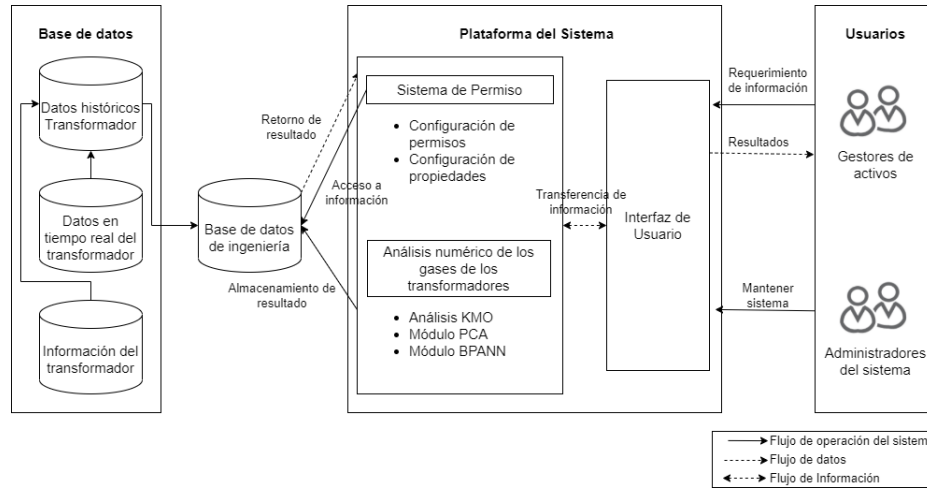 Base de datos
Datos históricos
Transformador
Datos en
tiempo real del
transformador
Información del
transformador
Base de datos
de ingeniería
Retorno de
resultado
Acceso a
información
Almacenamiento de
resultado
Plataforma del Sistema
Sistema de Permiso
• Configuración de
permisos
• Configuración de
propiedades
Análisis numérico de los
gases de los
transformadores
• Análisis KMO
• Módulo PCA
• Módulo BPANN
Transferencia de
información
Interfaz de
Usuario
Requerimiento
de información
Resultados
Mantener
sistema
Usuarios
Gestores de
activos
Administradores
del sistema
Flujo de operación del sistem
Flujo de datos
Flujo de Información